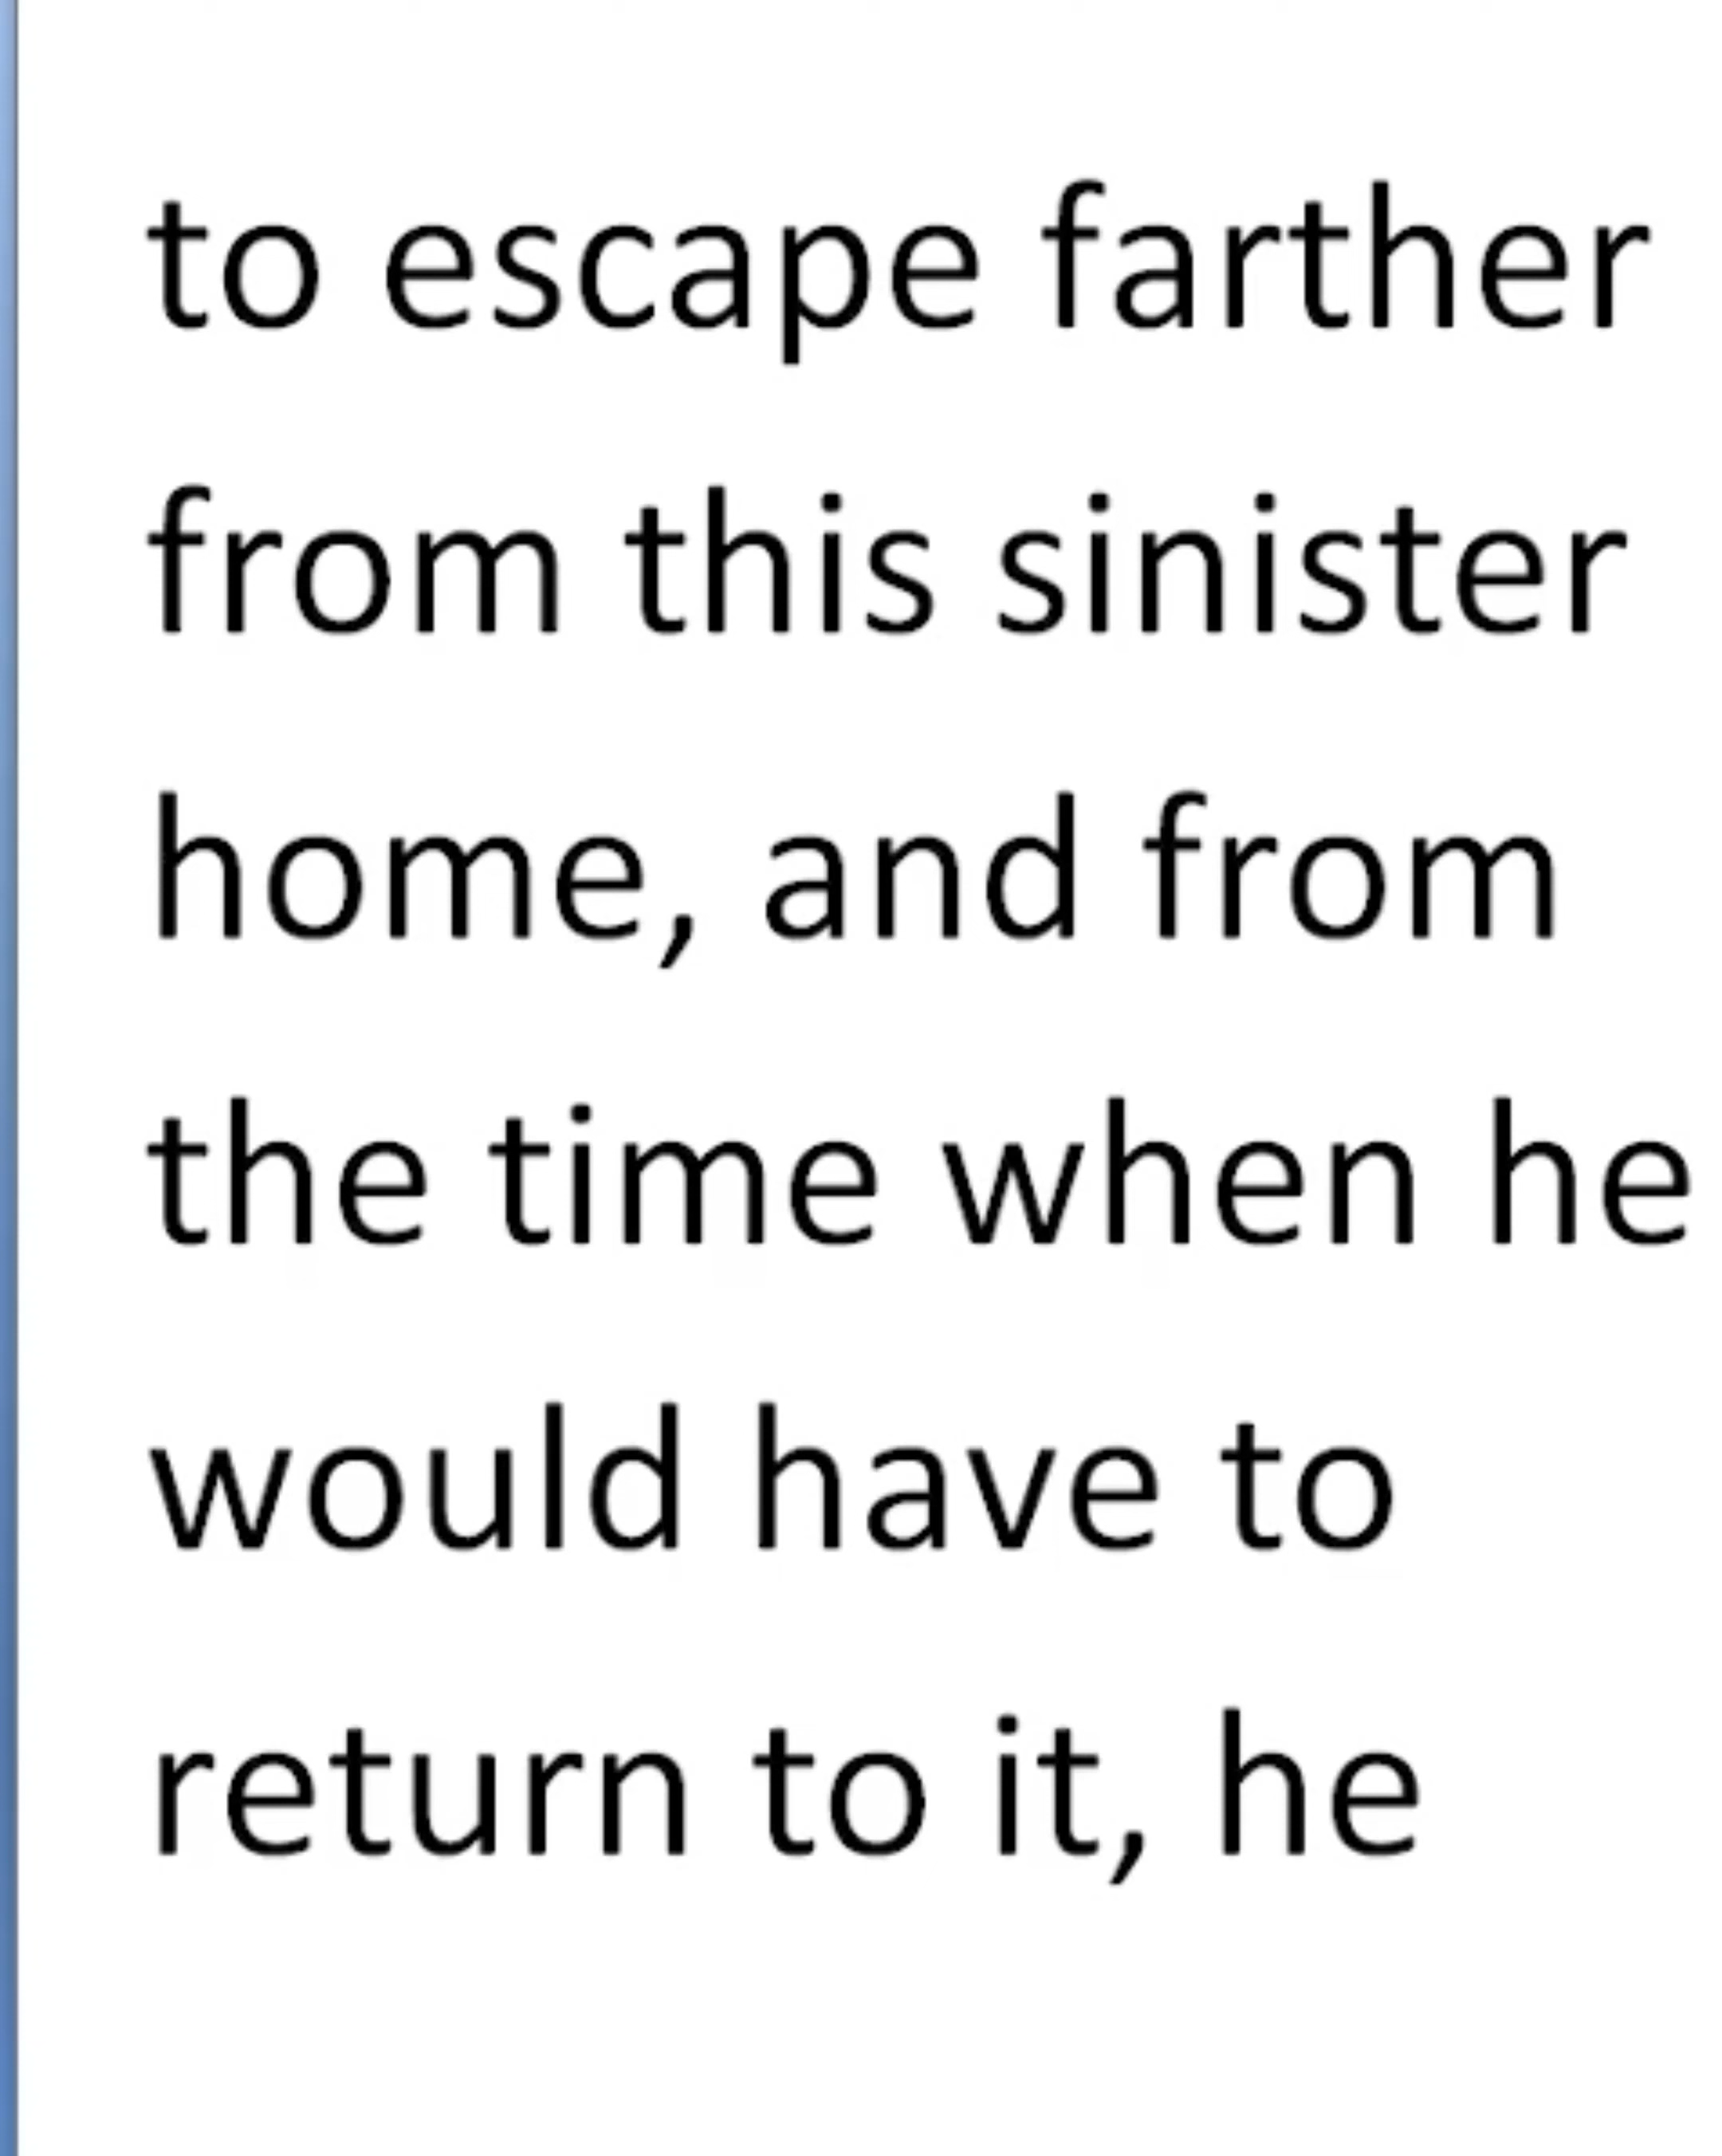 to escape farther
from this sinister
home, and from
the time when he
would have to
return to it, he